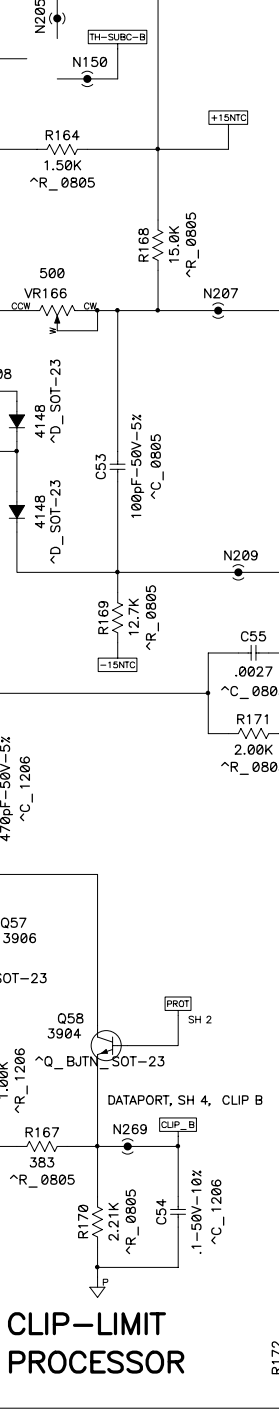 N205
TH-SUBC-B
N150
+15NTC
R164
1.50K
^R_0805
R168
15.0K
^R_0805
500
VR166
CCW
CW
W
N207
08
4148
^D_SOT-23
C53
100pF-50V-5%
^C_0805
4148
^D_SOT-23
N209
R169
12.7K
^R_0805
-15NTC
C55
.0027
^C_080
R171
2.00K
^R_080
470pF-50V-5%
^C_1206
Q57
3906
SOT-23
PROT
SH 2
Q58
3904
^Q_BJTN_SOT-23
1.00K
^R_1206
DATAPORT, SH 4, CLIP B
CLIP_B
R167
383
^R_0805
N269
R170
2.21K
^R_0805
C54
.1-50V-10%
^C_1206
P
CLIP-LIMIT
PROCESSOR
R172